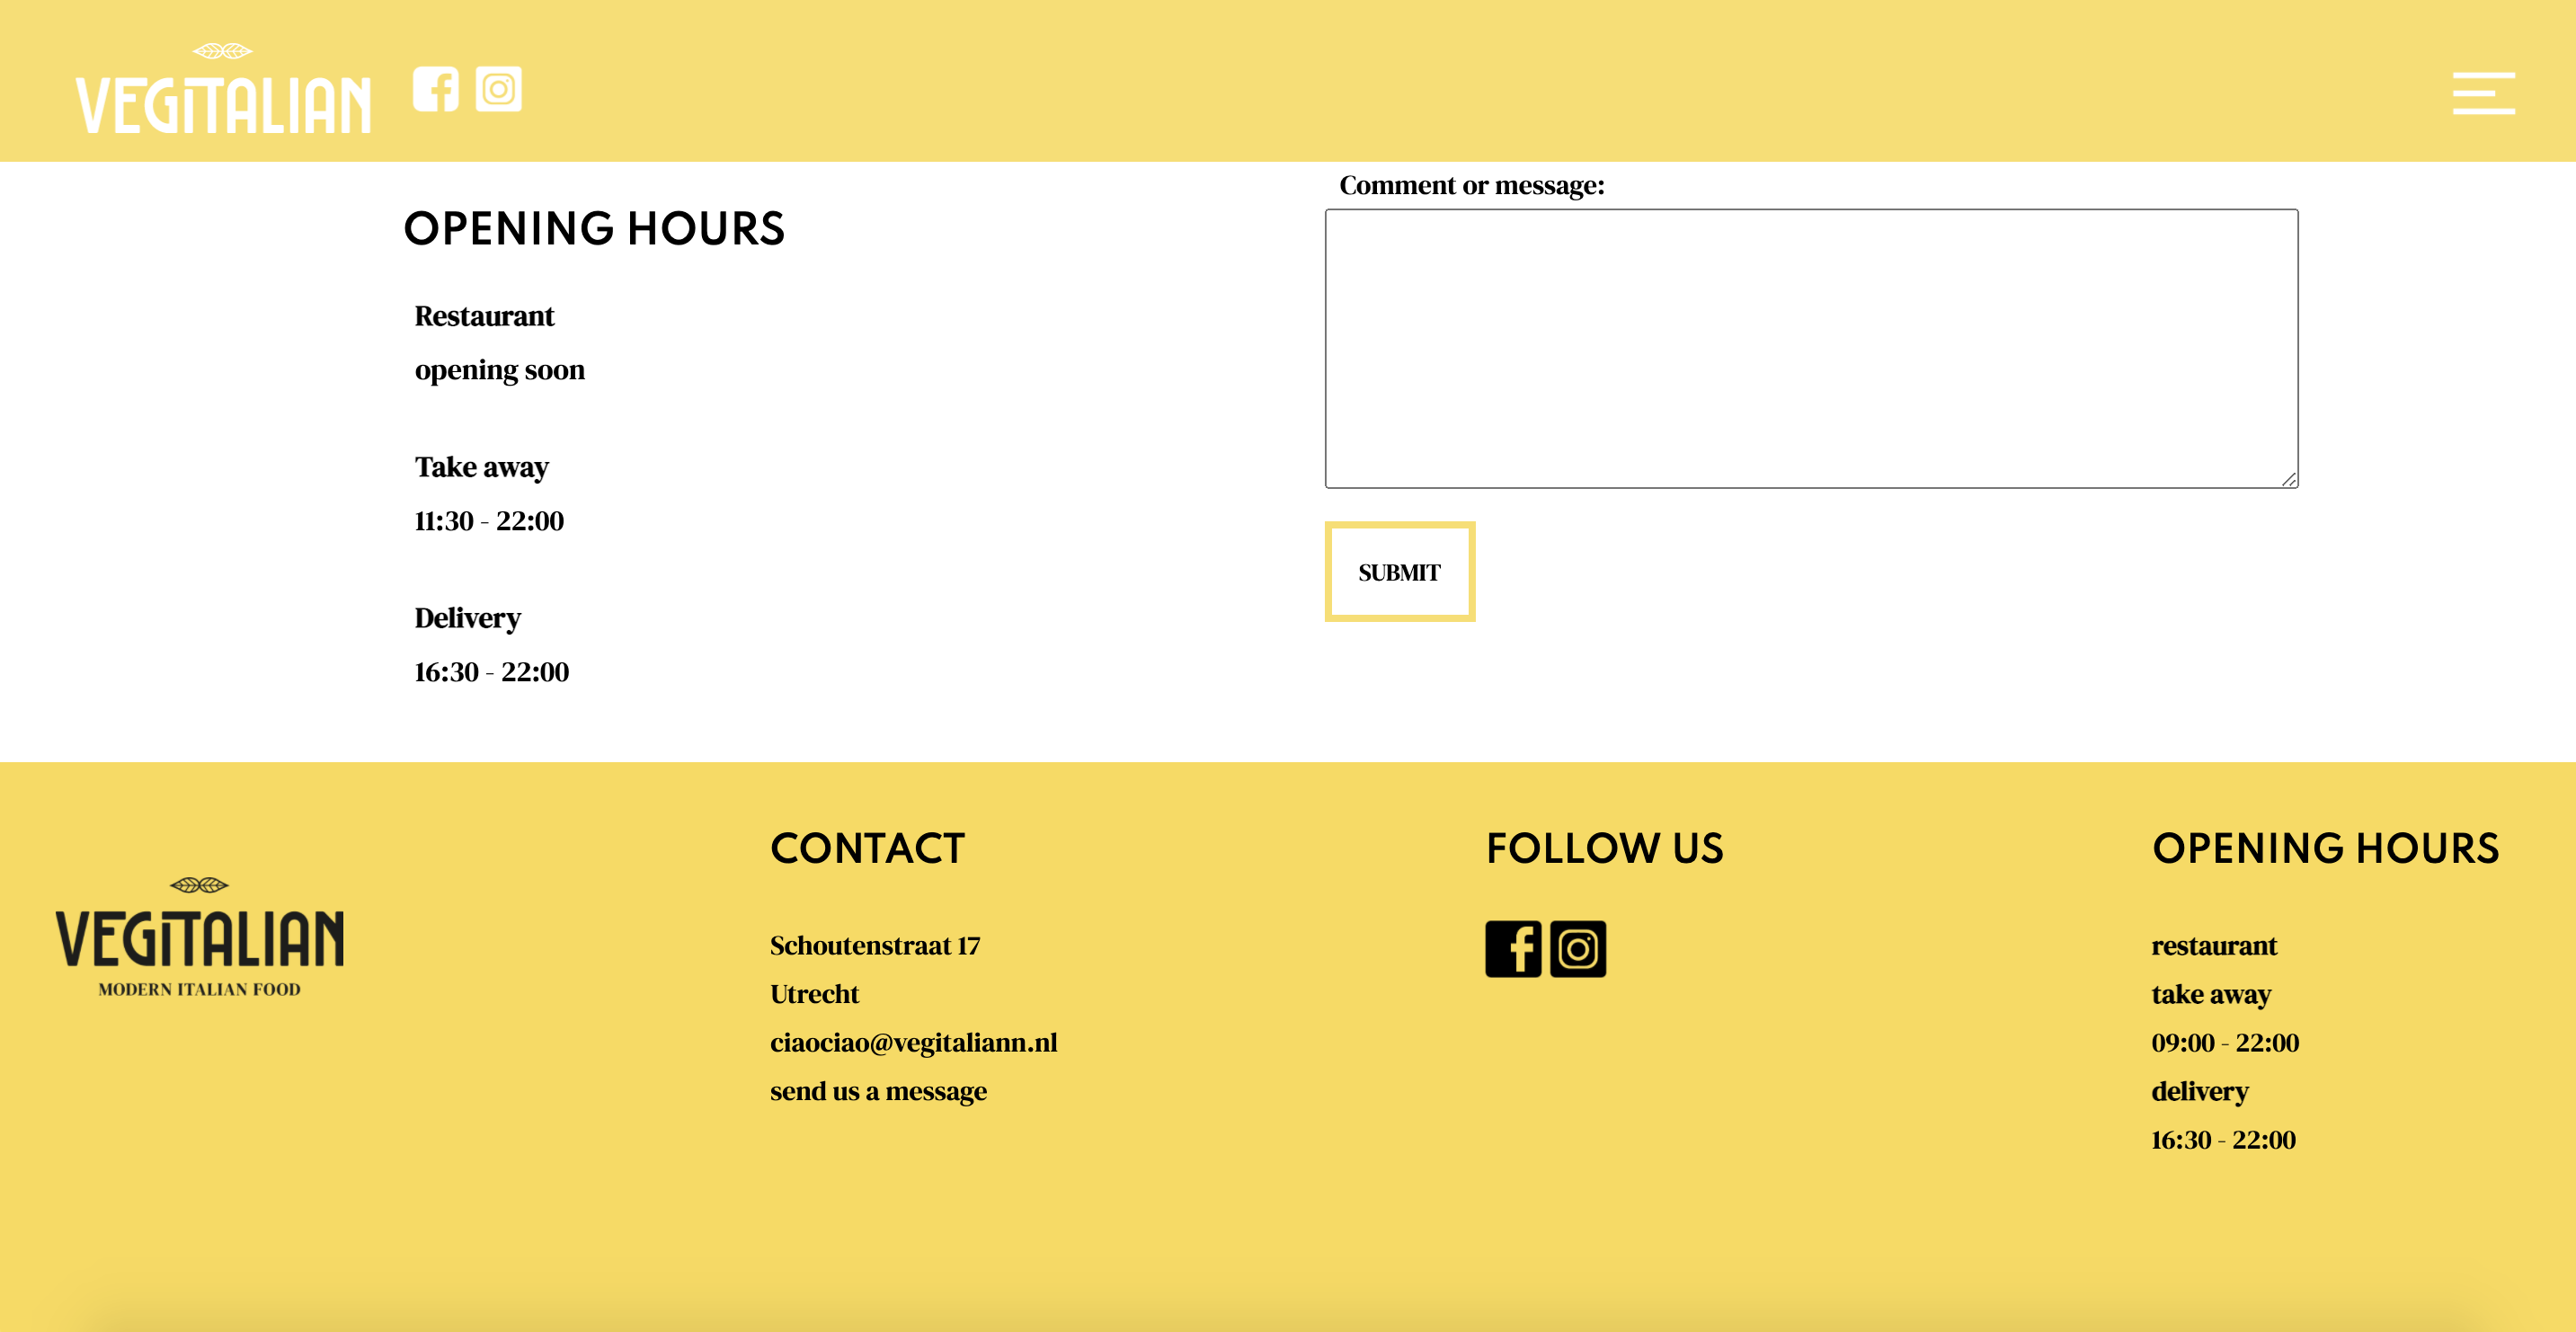 VEGiTALIAN
OPENING HOURS
Restaurant
opening soon
Take away
11:30 - 22:00
Delivery
16:30 - 22:00
Comment or message:
SUBMIT
VEGiTALIAN
MODERN ITALIAN FOOD
CONTACT
Schoutenstraat 17
Utrecht
ciaociao@vegitaliann.nl
send us a message
FOLLOW US
OPENING HOURS
restaurant
take away
09:00 - 22:00
delivery
16:30 - 22:00